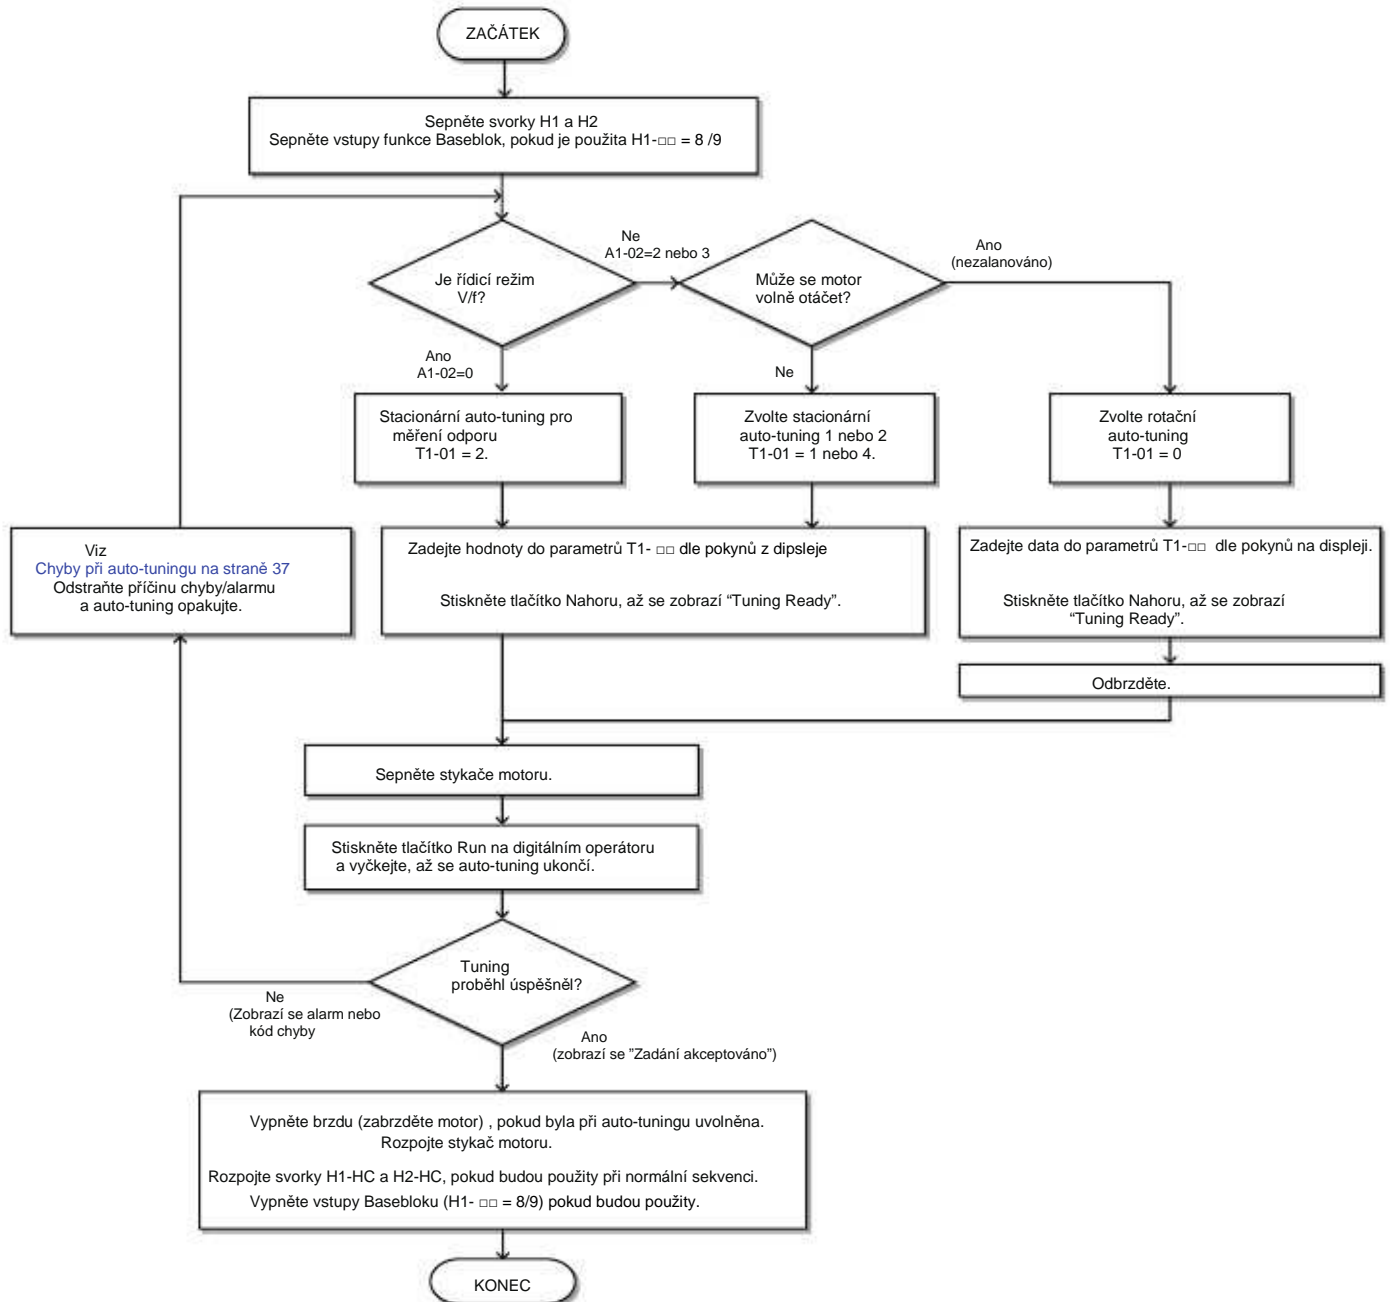 ZAČÁTEK
Sepněte svorky H1 a H2
Sepněte vstupy funkce Baseblok, pokud je použita H1-□□ = 8 /9
Je řídicí režim
V/f?
Ne
A1-02=2 nebo 3
Může se motor
volně otáčet?
Ano
(nezalanováno)
Ano
A1-02=0
Ne
Stacionární auto-tuning pro
měření odporu
T1-01 = 2.
Zvolte stacionární
auto-tuning 1 nebo 2
T1-01 = 1 nebo 4.
Zvolte rotační
auto-tuning
T1-01 = 0
Viz
Chyby při auto-tuningu na straně 37
Odstraňte příčinu chyby/alarmu
a auto-tuning opakujte.
Zadejte hodnoty do parametrů T1- □□ dle pokynů z dipsleje
Stiskněte tlačítko Nahoru, až se zobrazí “Tuning Ready”.
Zadejte data do parametrů T1-□□ dle pokynů na displeji.
Stiskněte tlačítko Nahoru, až se zobrazí
“Tuning Ready”.
Odbrzděte.
Sepněte stykače motoru.
Stiskněte tlačítko Run na digitálním operátoru
a vyčkejte, až se auto-tuning ukončí.
Tuning
proběhl úspěšněl?
Ne
(Zobrazí se alarm nebo
kód chyby
Ano
(zobrazí se ”Zadání akceptováno”)
Vypněte brzdu (zabrzděte motor) , pokud byla při auto-tuningu uvolněna.
Rozpojte stykač motoru.
Rozpojte svorky H1-HC a H2-HC, pokud budou použity při normální sekvenci.
Vypněte vstupy Basebloku (H1- □□ = 8/9) pokud budou použity.
KONEC